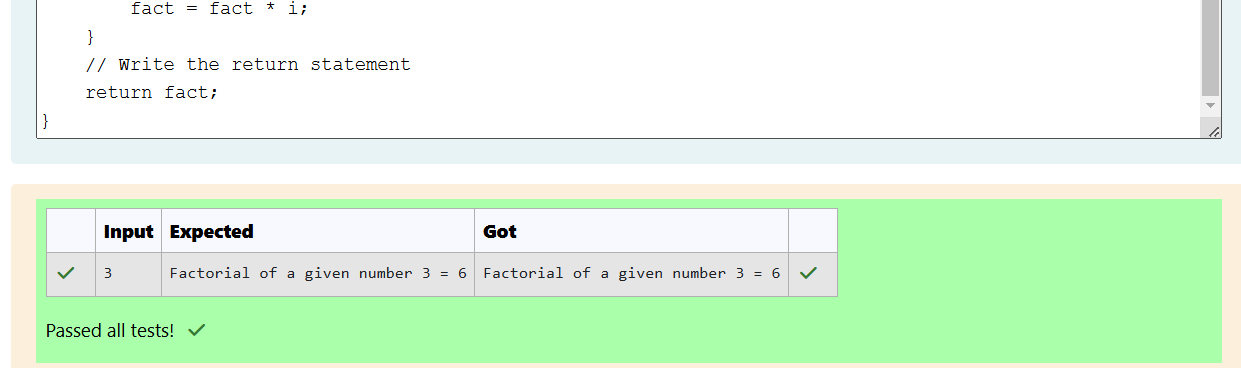 fact = fact * i;
}
// Write the return statement
return fact;
}
Input Expected Got
3 Factorial of a given number 3 = 6 Factorial of a given number 3 = 6
Passed all tests!